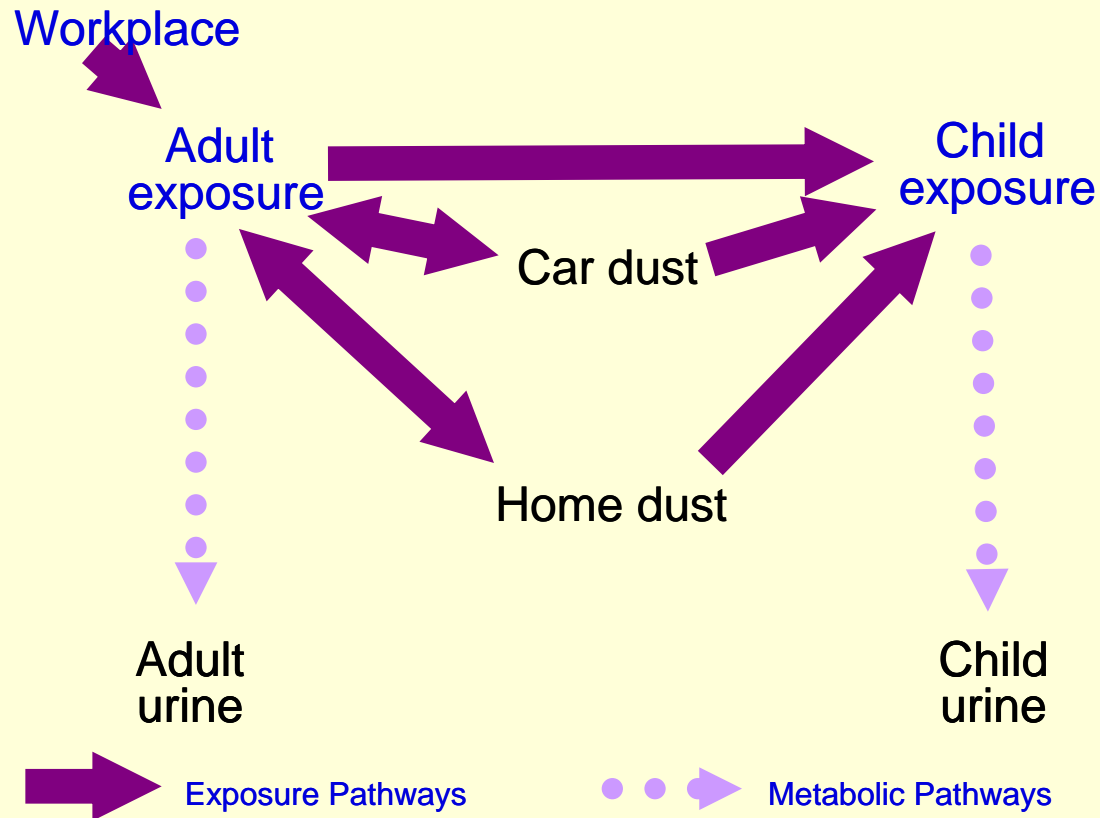 Workplace
Adult
exposure
Child
exposure
Car dust
Home dust
Adult
urine
Child
urine
Exposure Pathways
Metabolic Pathways